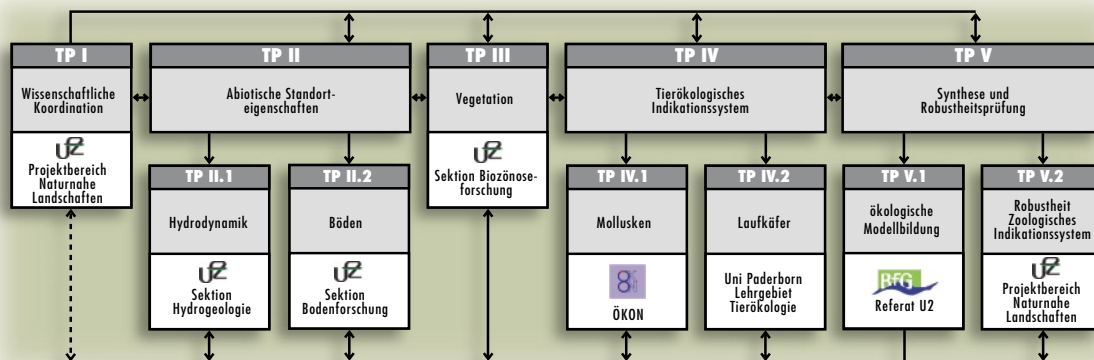 TP I
Wissenschaftliche
Koordination
UFZ
Projektbereich
Naturnahe
Landschaften
TP II
Abiotische Standort-
eigenschaften
TP II.1
Hydrodynamik
UFZ
Sektion
Hydrogeologie
TP II.2
Böden
UFZ
Sektion
Bodenforschung
TP III
Vegetation
UFZ
Sektion Biozönose-
forschung
TP IV
Tierökologisches
Indikationssystem
TP IV.1
Mollusken
ÖKON
TP IV.2
Laufkäfer
Uni Paderborn
Lehrgebiet
Tierökologie
TP V
Synthese und
Robustheitsprüfung
TP V.1
ökologische
Modellbildung
BfG
Referat U2
TP V.2
Robustheit
Zoologisches
Indikationssystem
UFZ
Projektbereich
Naturnahe
Landschaften